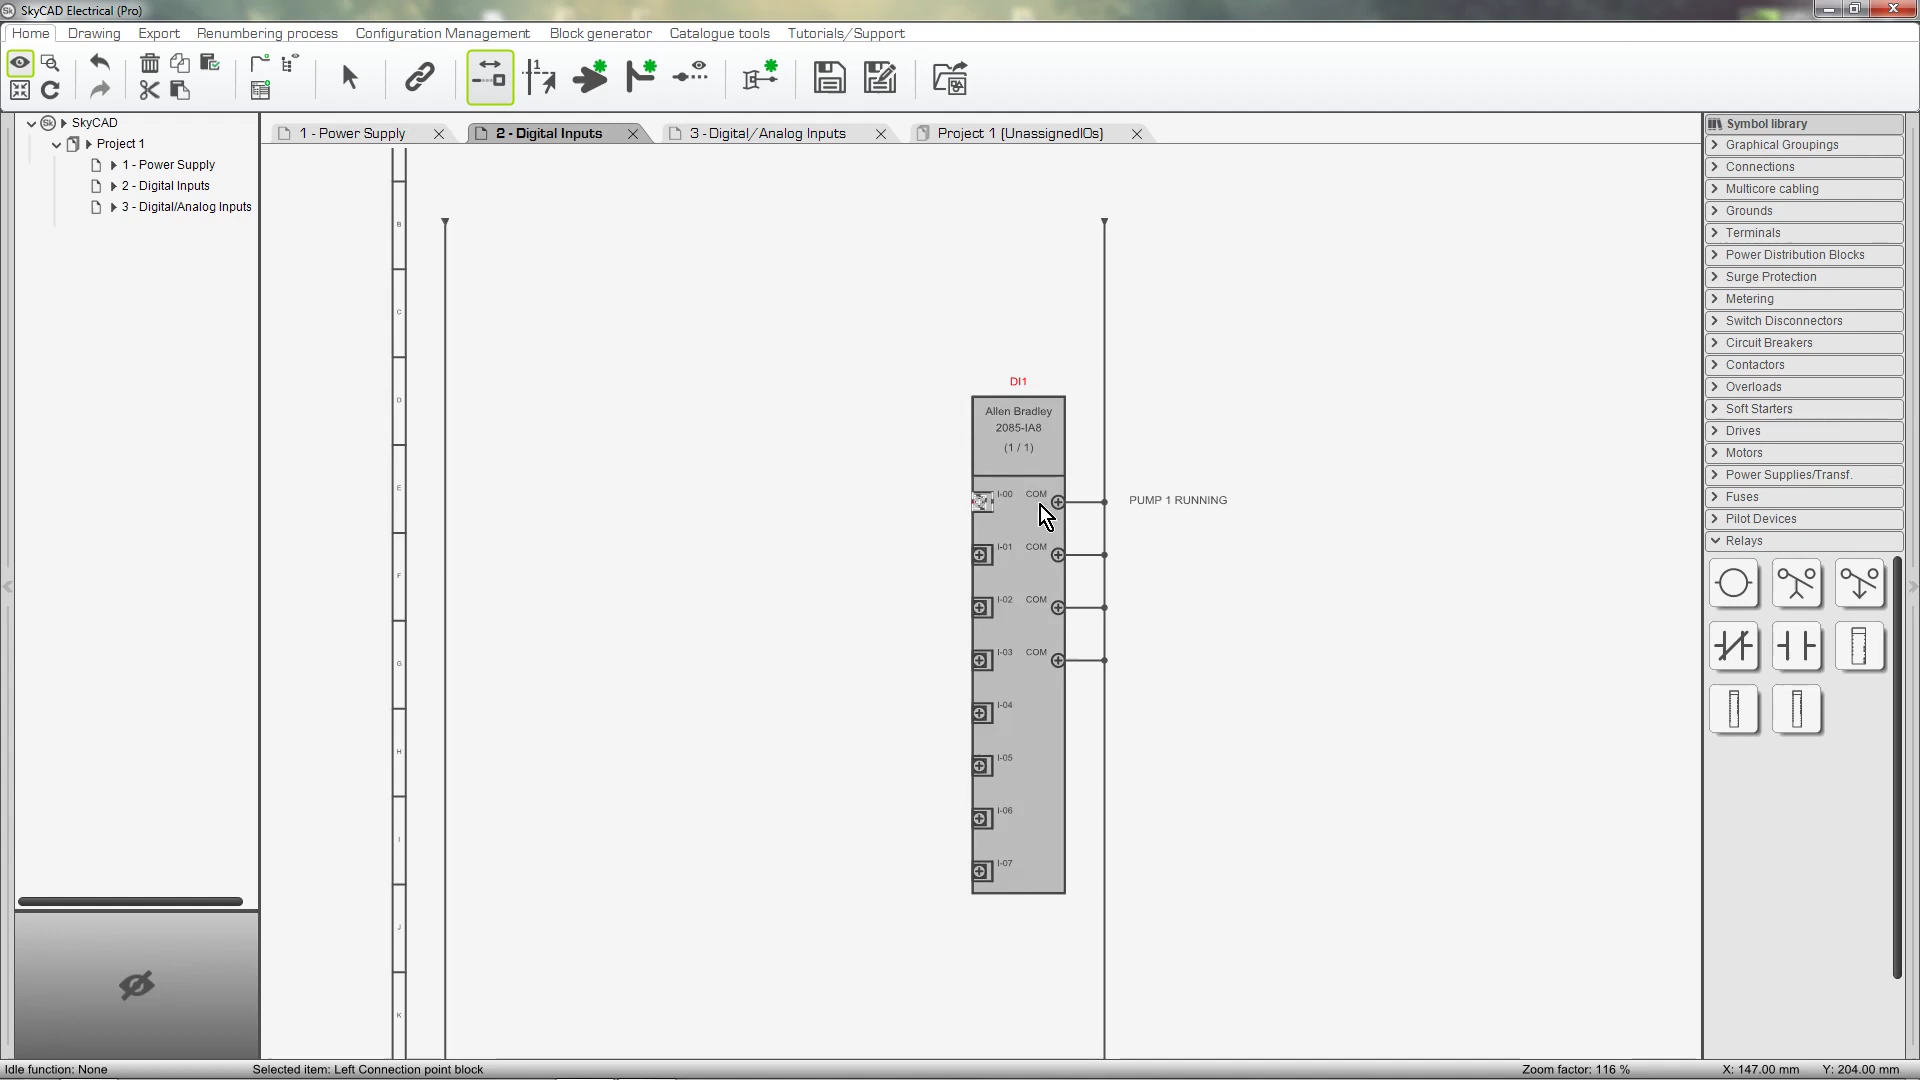 SkyCAD Electrical (Pro)
Home
Drawing
Export
Renumbering process
Configuration Management
Block generator
Catalogue tools
Tutorials/Support
SkyCAD
Project 1
1 - Power Supply
2 - Digital Inputs
3 - Digital/Analog Inputs
1 - Power Supply
2 - Digital Inputs
3 - Digital/Analog Inputs
Project 1 [UnassignedIOs]
B
C
D
E
F
G
H
I
J
K
DI1
Allen Bradley
2085-IA8
(1 / 1)
I-00 COM
PUMP 1 RUNNING
I-01 COM
I-02 COM
I-03 COM
I-04
I-05
I-06
I-07
Symbol library
Graphical Groupings
Connections
Multicore cabling
Grounds
Terminals
Power Distribution Blocks
Surge Protection
Metering
Switch Disconnectors
Circuit Breakers
Contactors
Overloads
Soft Starters
Drives
Motors
Power Supplies/Transf.
Fuses
Pilot Devices
Relays
Idle function: None
Selected item: Left Connection point block
Zoom factor: 116 %
X: 147.00 mm
Y: 204.00 mm